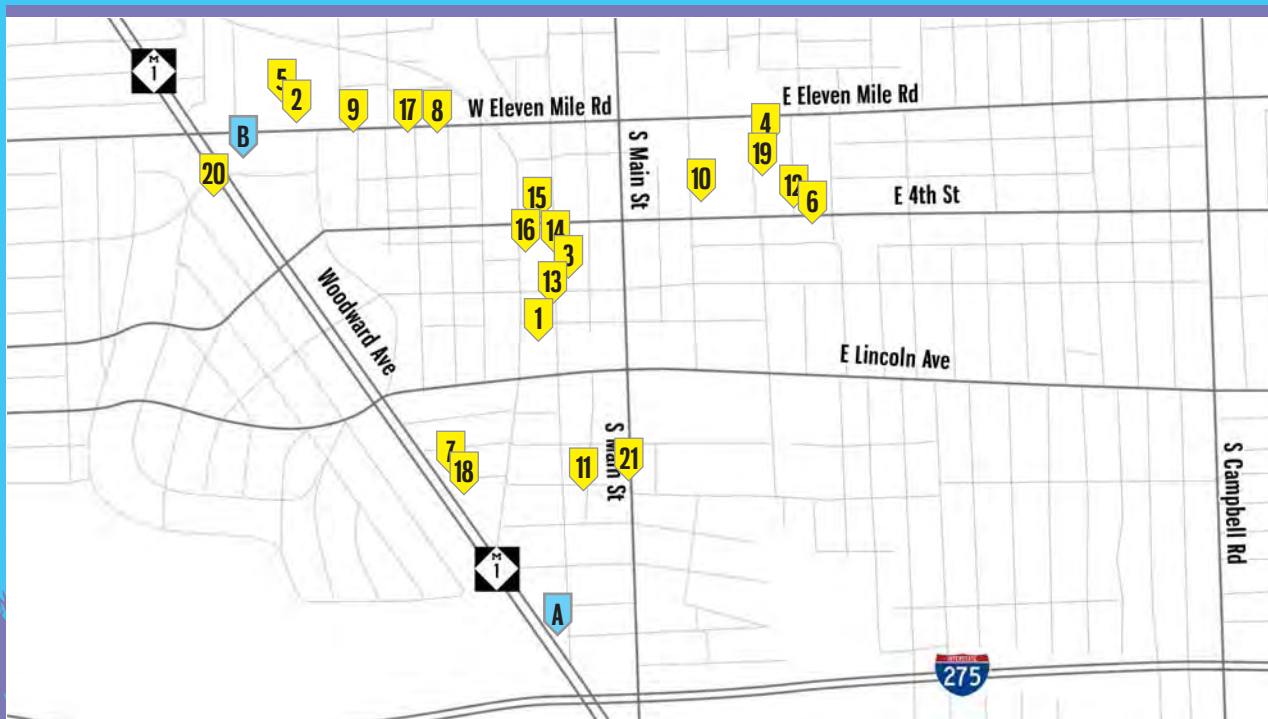 M
1
5
2
9
17
8
W Eleven Mile Rd
E Eleven Mile Rd
4
B
20
S Main St
19
10
12
6
E 4th St
15
16
14
3
13
1
Woodward Ave
E Lincoln Ave
7
18
11
S Main St
21
S Campbell Rd
M
1
A
INTERSTATE
275